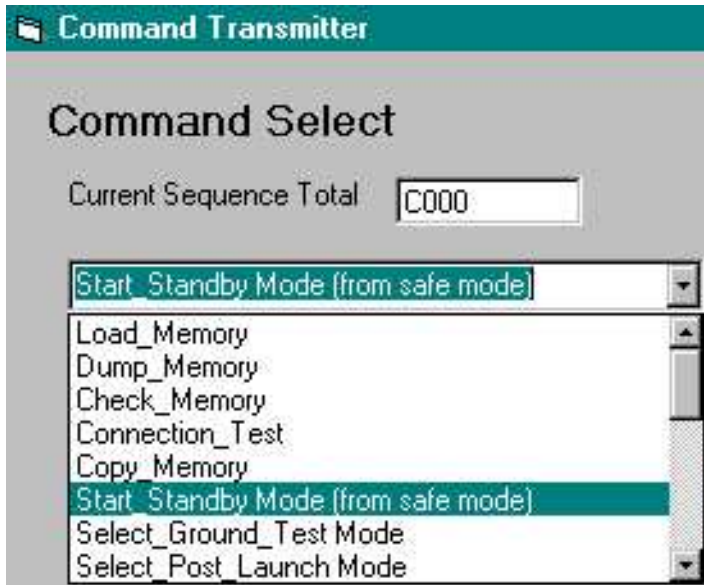 Command Transmitter
Command Select
Current Sequence Total C000
Start_Standby Mode (from safe mode)
Load_Memory
Dump_Memory
Check_Memory
Connection_Test
Copy_Memory
Start_Standby Mode (from safe mode)
Select_Ground_Test Mode
Select_Post_Launch Mode